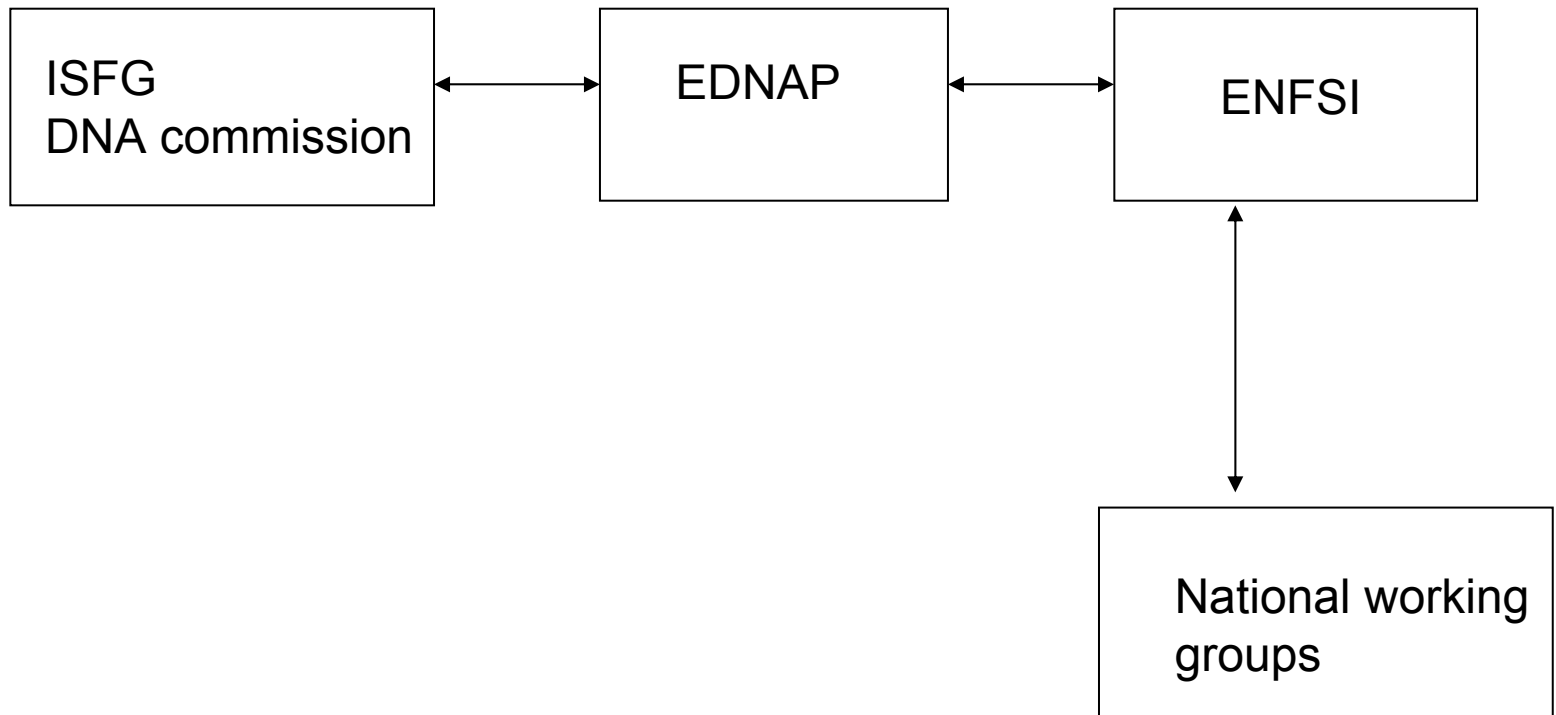 ISFG
DNA commission
EDNAP
ENFSI
National working
groups